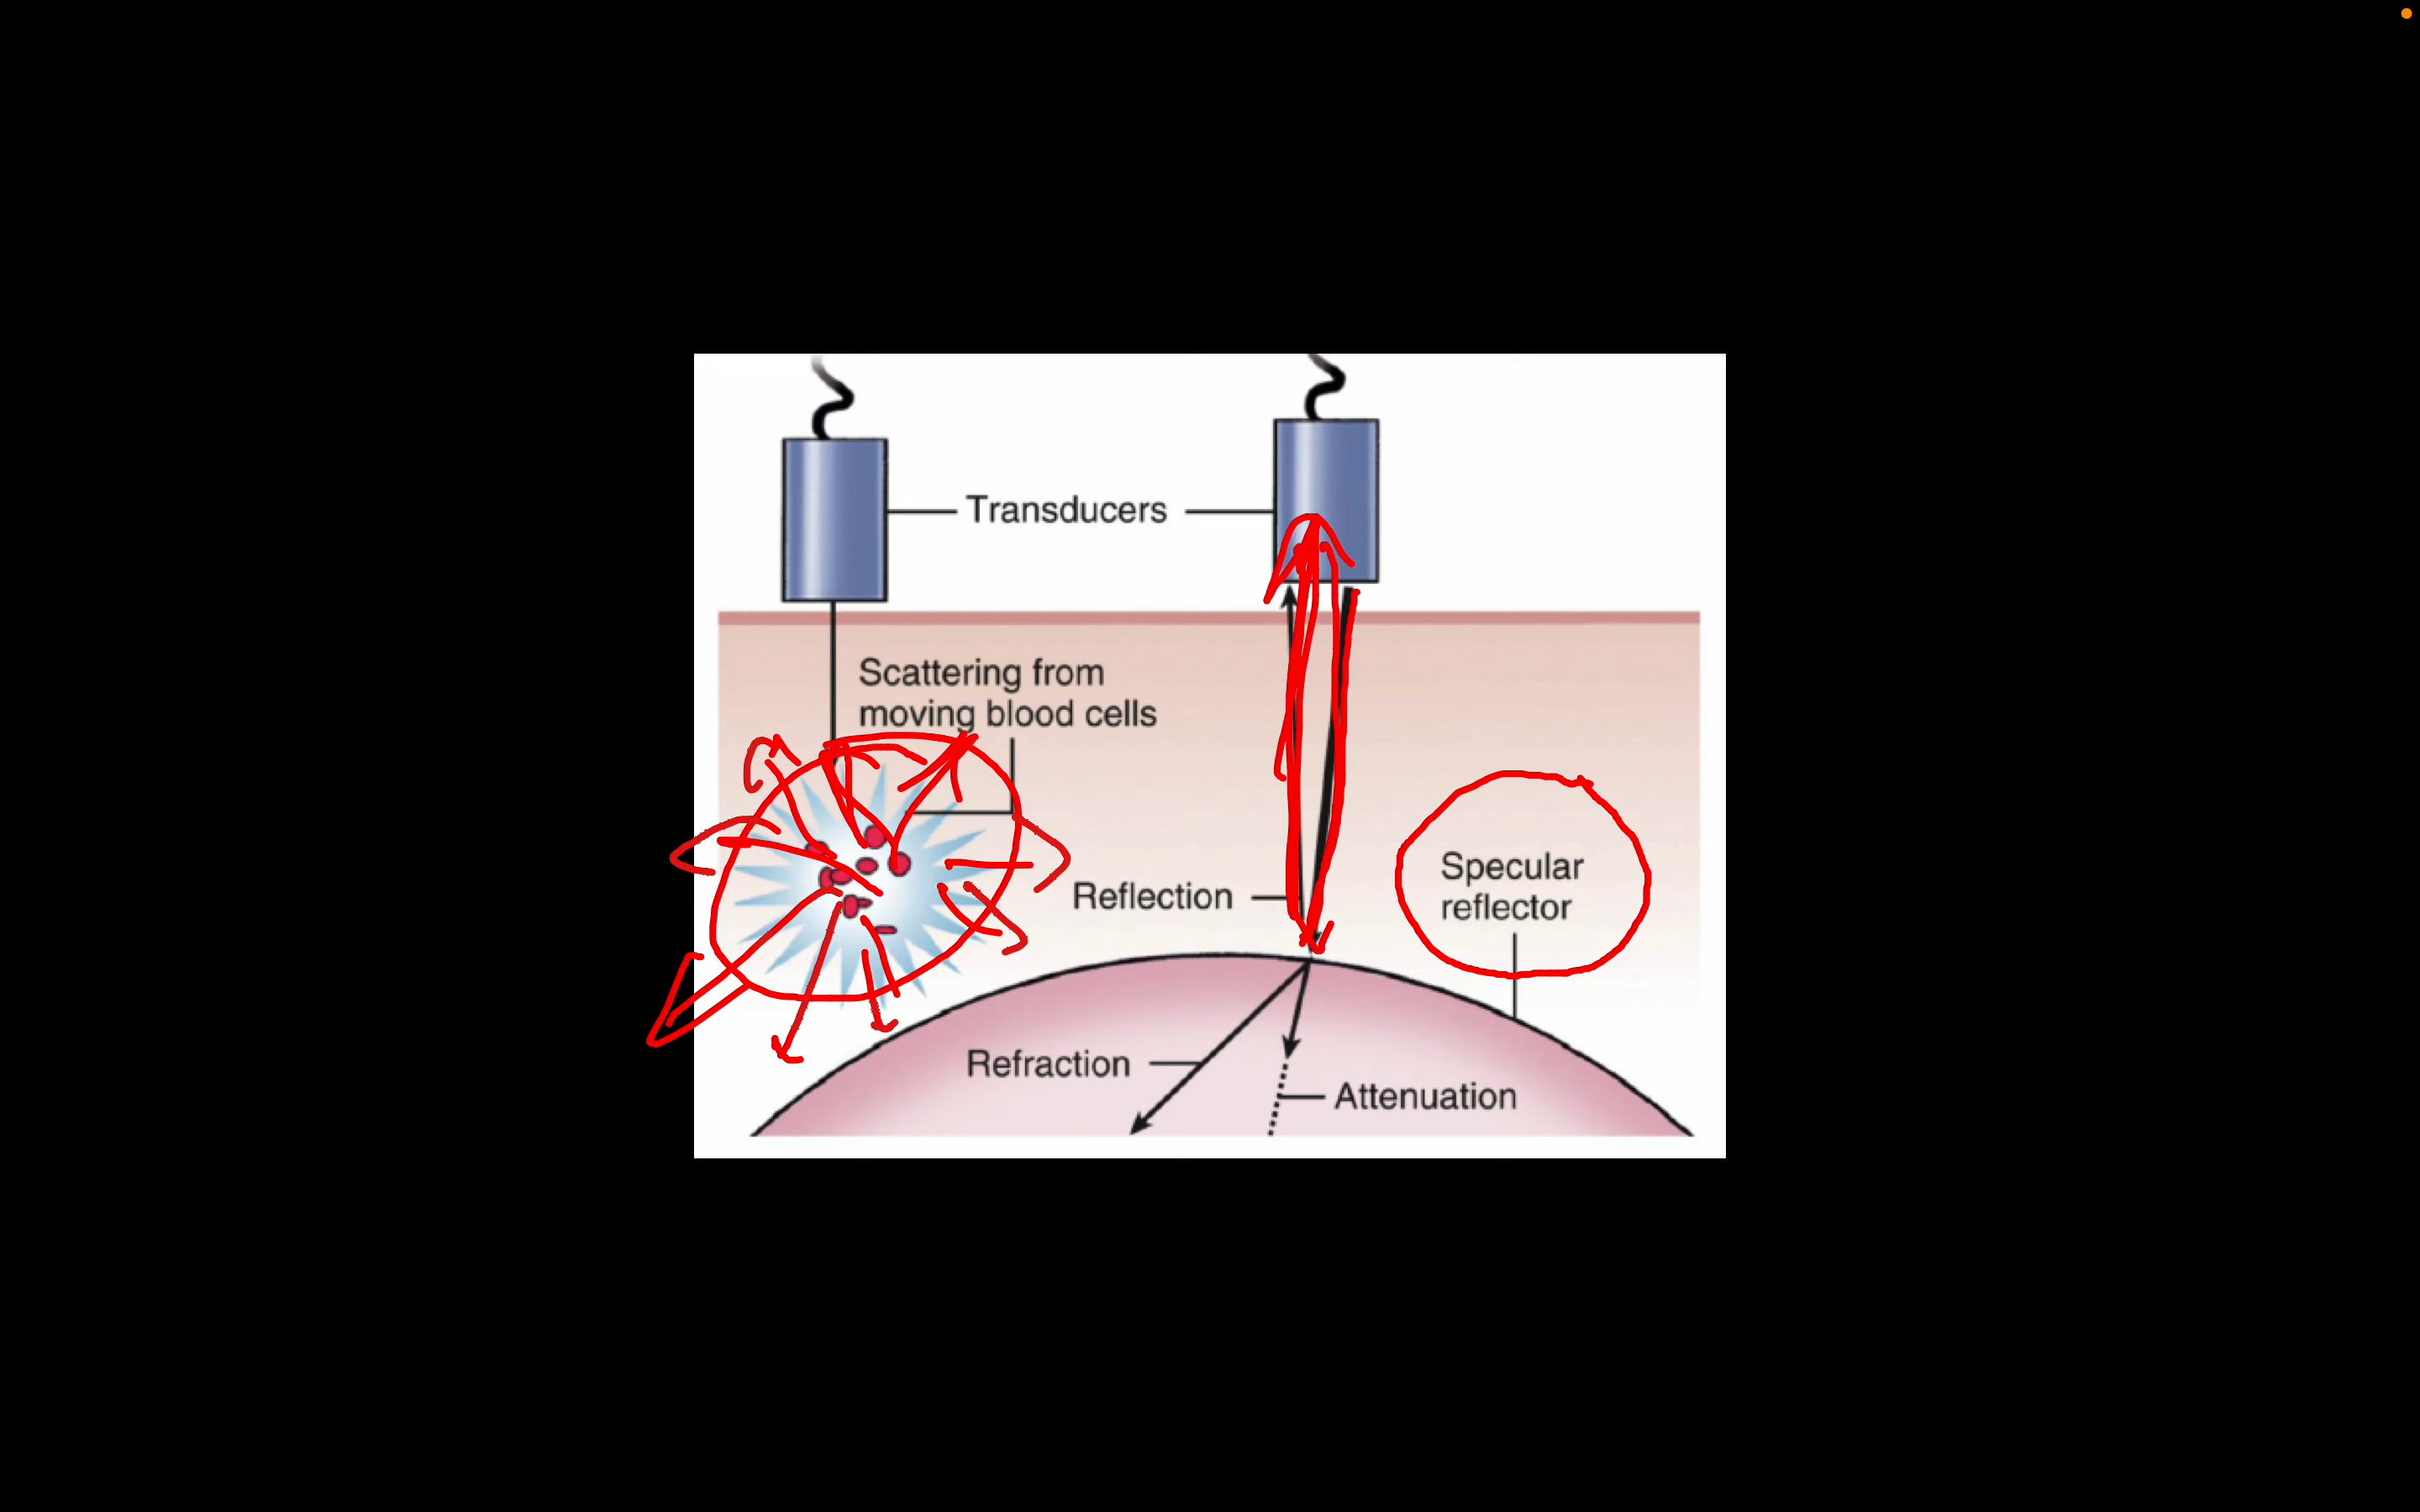 Transducers
Scattering from
moving blood cells
Specular
reflector
Reflection
Refraction
Attenuation